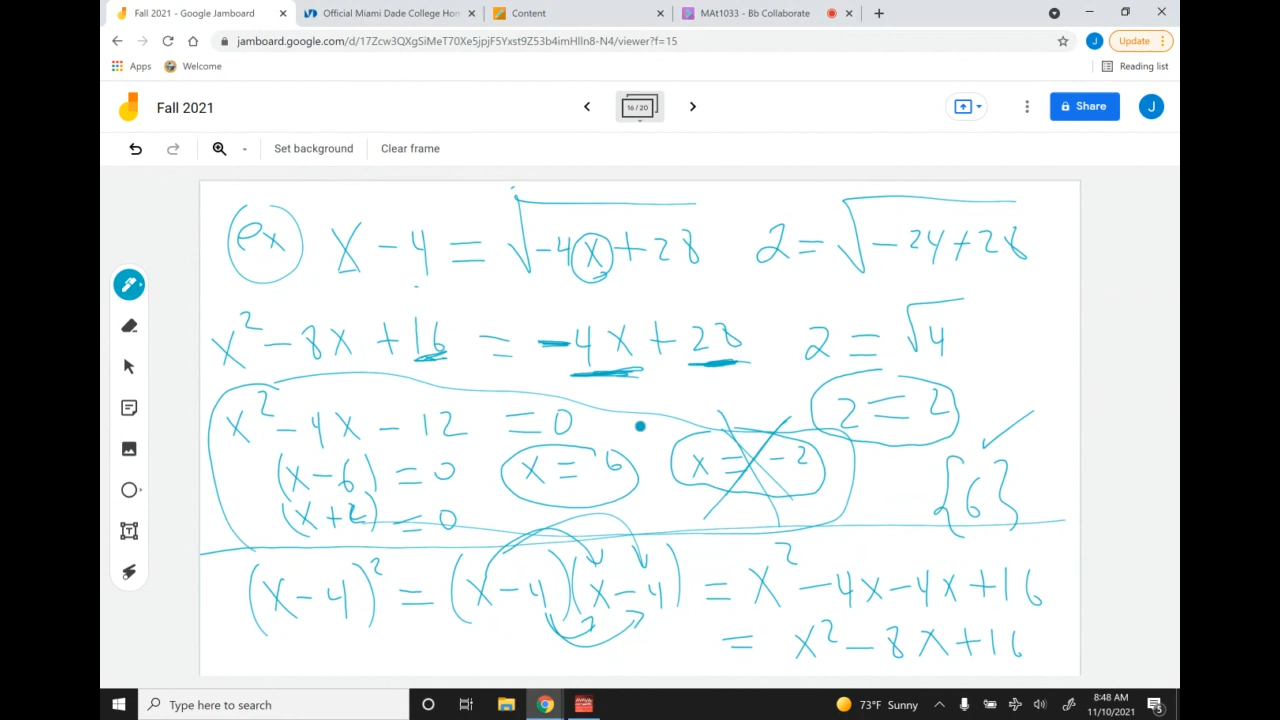 Fall 2021 - Google Jamboard
Official Miami Dade College Hom
Content
MAt1033 - Bb Collaborate
jamboard.google.com/d/17Zcw3QXgSiMeT70Xe5jpjF5Yxst9Z53b4imHlln8-N4/viewer?f=15
J
Update
Apps
Welcome
Reading list
Fall 2021
16 / 20
Share
J
Set background
Clear frame
ex X - 4 = √-4x + 28 2 = √-24+28
x² - 8x + 16 = -4x + 28 2 = √4
x² - 4x - 12 = 0 2 = 2
(x - 6) = 0 x = 6 x = -2 {6}
(x + 2) = 0
(x - 4)² = (x - 4)(x - 4) = x² - 4x - 4x + 16
= x² - 8x + 16
Type here to search
73°F Sunny
8:48 AM
11/10/2021
5